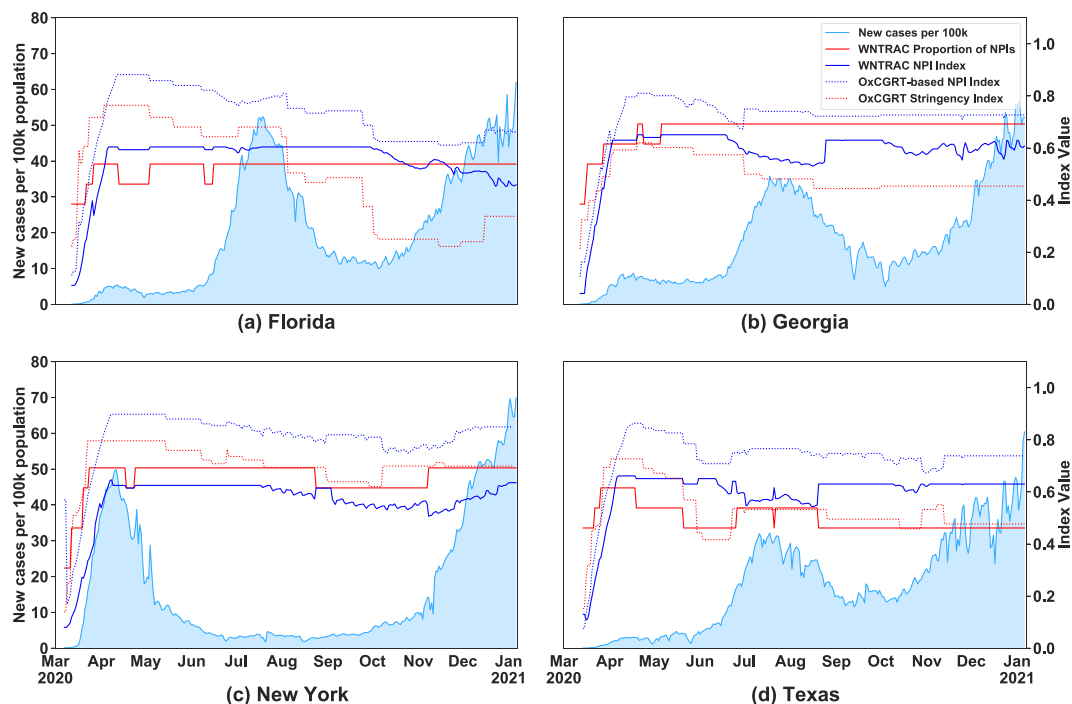 80
70
60
50
40
30
20
10
0
New cases per 100k population
(a) Florida
New cases per 100k
WNTRAC Proportion of NPIs
WNTRAC NPI Index
OxCGRT-based NPI Index
OxCGRT Stringency Index
1.0
0.8
0.6
0.4
0.2
0.0
Index Value
(b) Georgia
80
70
60
50
40
30
20
10
0
New cases per 100k population
Mar Apr May Jun Jul Aug Sep Oct Nov Dec Jan
2020 2021
(c) New York
1.0
0.8
0.6
0.4
0.2
0.0
Index Value
Mar Apr May Jun Jul Aug Sep Oct Nov Dec Jan
2020 2021
(d) Texas